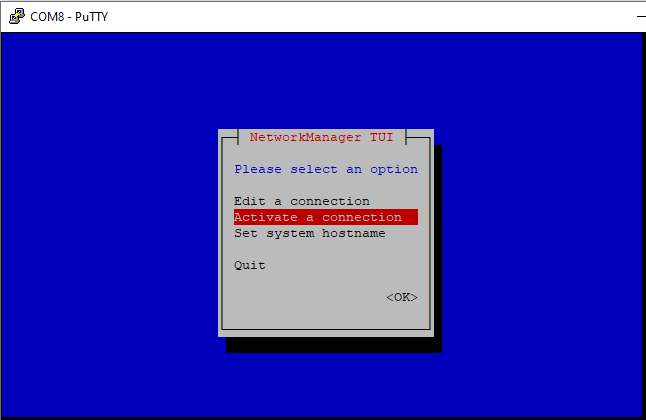 COM8 - PuTTY
NetworkManager TUI
Please select an option
Edit a connection
Activate a connection
Set system hostname
Quit
<OK>